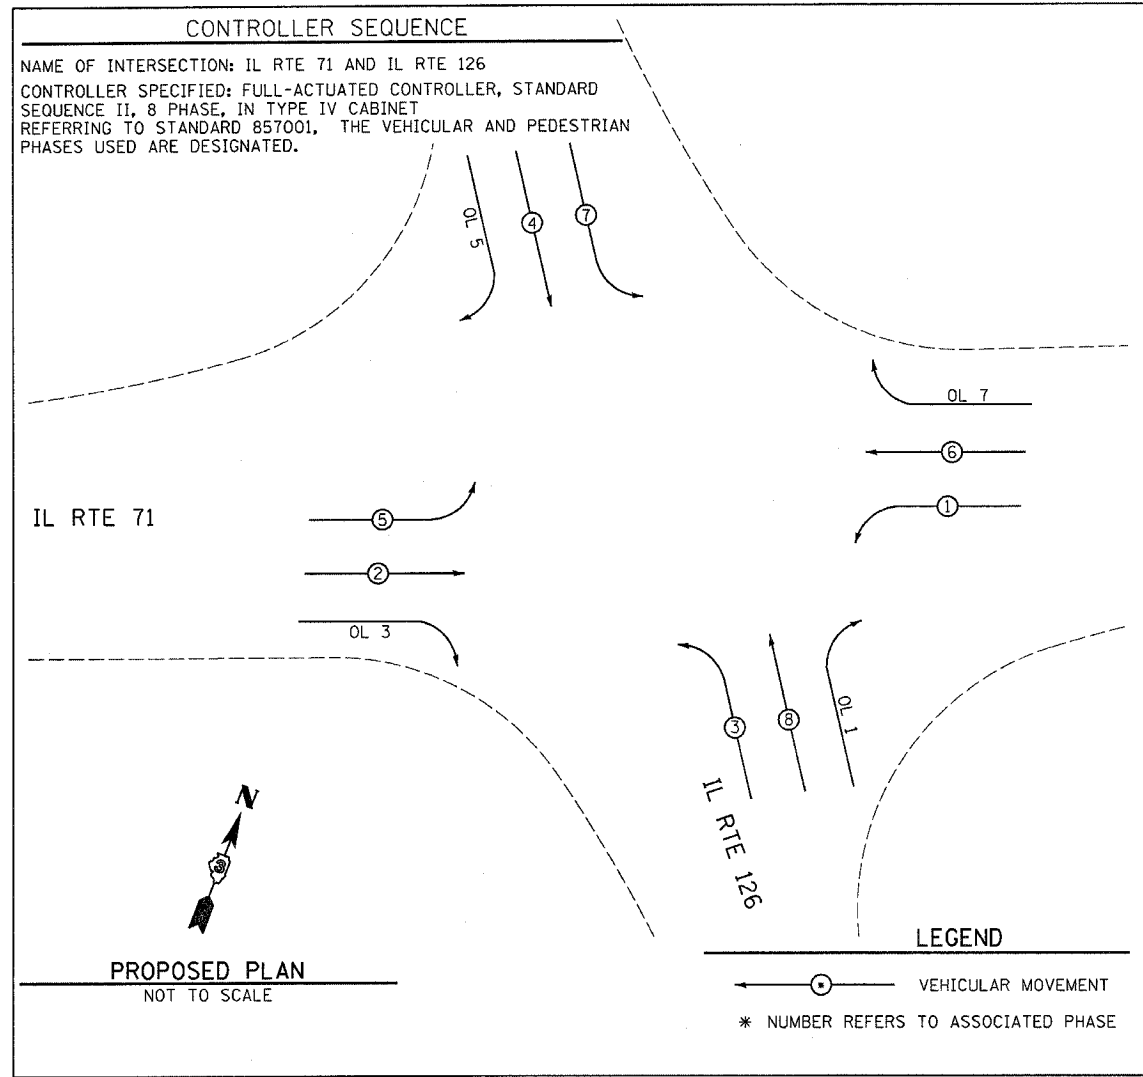 CONTROLLER SEQUENCE
NAME OF INTERSECTION: IL RTE 71 AND IL RTE 126
CONTROLLER SPECIFIED: FULL-ACTUATED CONTROLLER, STANDARD
SEQUENCE II, 8 PHASE, IN TYPE IV CABINET
REFERRING TO STANDARD 857001, THE VEHICULAR AND PEDESTRIAN
PHASES USED ARE DESIGNATED.
OL 5
4
7
OL 7
6
1
IL RTE 71
5
2
OL 3
3
8
OL 1
IL RTE 126
N
3
PROPOSED PLAN
NOT TO SCALE
LEGEND
* VEHICULAR MOVEMENT
* NUMBER REFERS TO ASSOCIATED PHASE